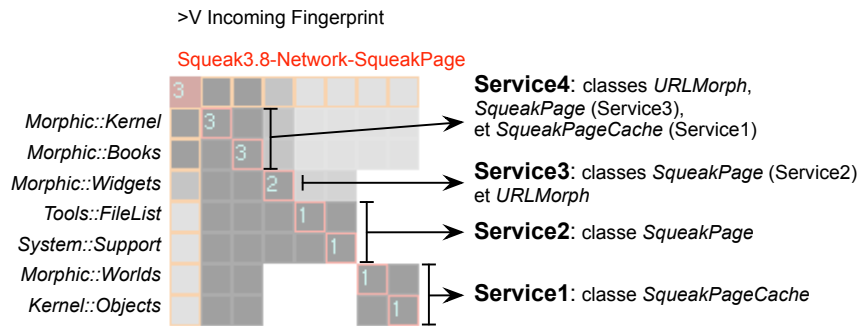 >V Incoming Fingerprint
Squeak3.8-Network-SqueakPage
3
Morphic::Kernel
3
Morphic::Books
3
Morphic::Widgets
2
Tools::FileList
1
System::Support
1
Morphic::Worlds
1
Kernel::Objects
1
Service4: classes URLMorph,
SqueakPage (Service3),
et SqueakPageCache (Service1)
Service3: classes SqueakPage (Service2)
et URLMorph
Service2: classe SqueakPage
Service1: classe SqueakPageCache